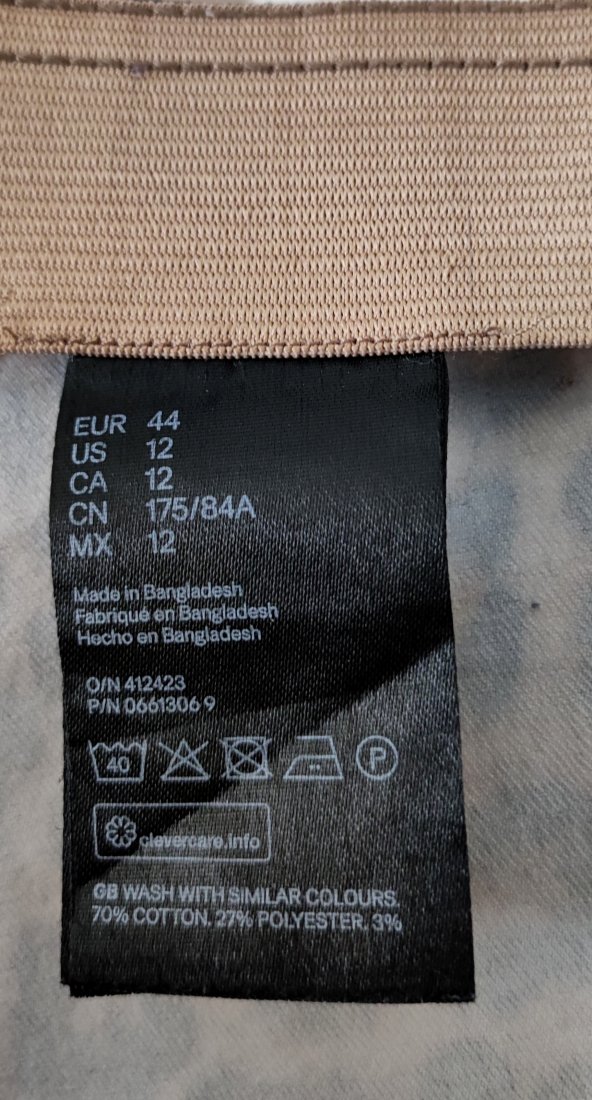 EUR 44
US 12
CA 12
CN 175/84A
MX 12
Made in Bangladesh
Fabriqué en Bangladesh
Hecho en Bangladesh
O/N 412423
P/N 0661306 9
40 P
clevercare.info
GB WASH WITH SIMILAR COLOURS.
70% COTTON. 27% POLYESTER. 3%